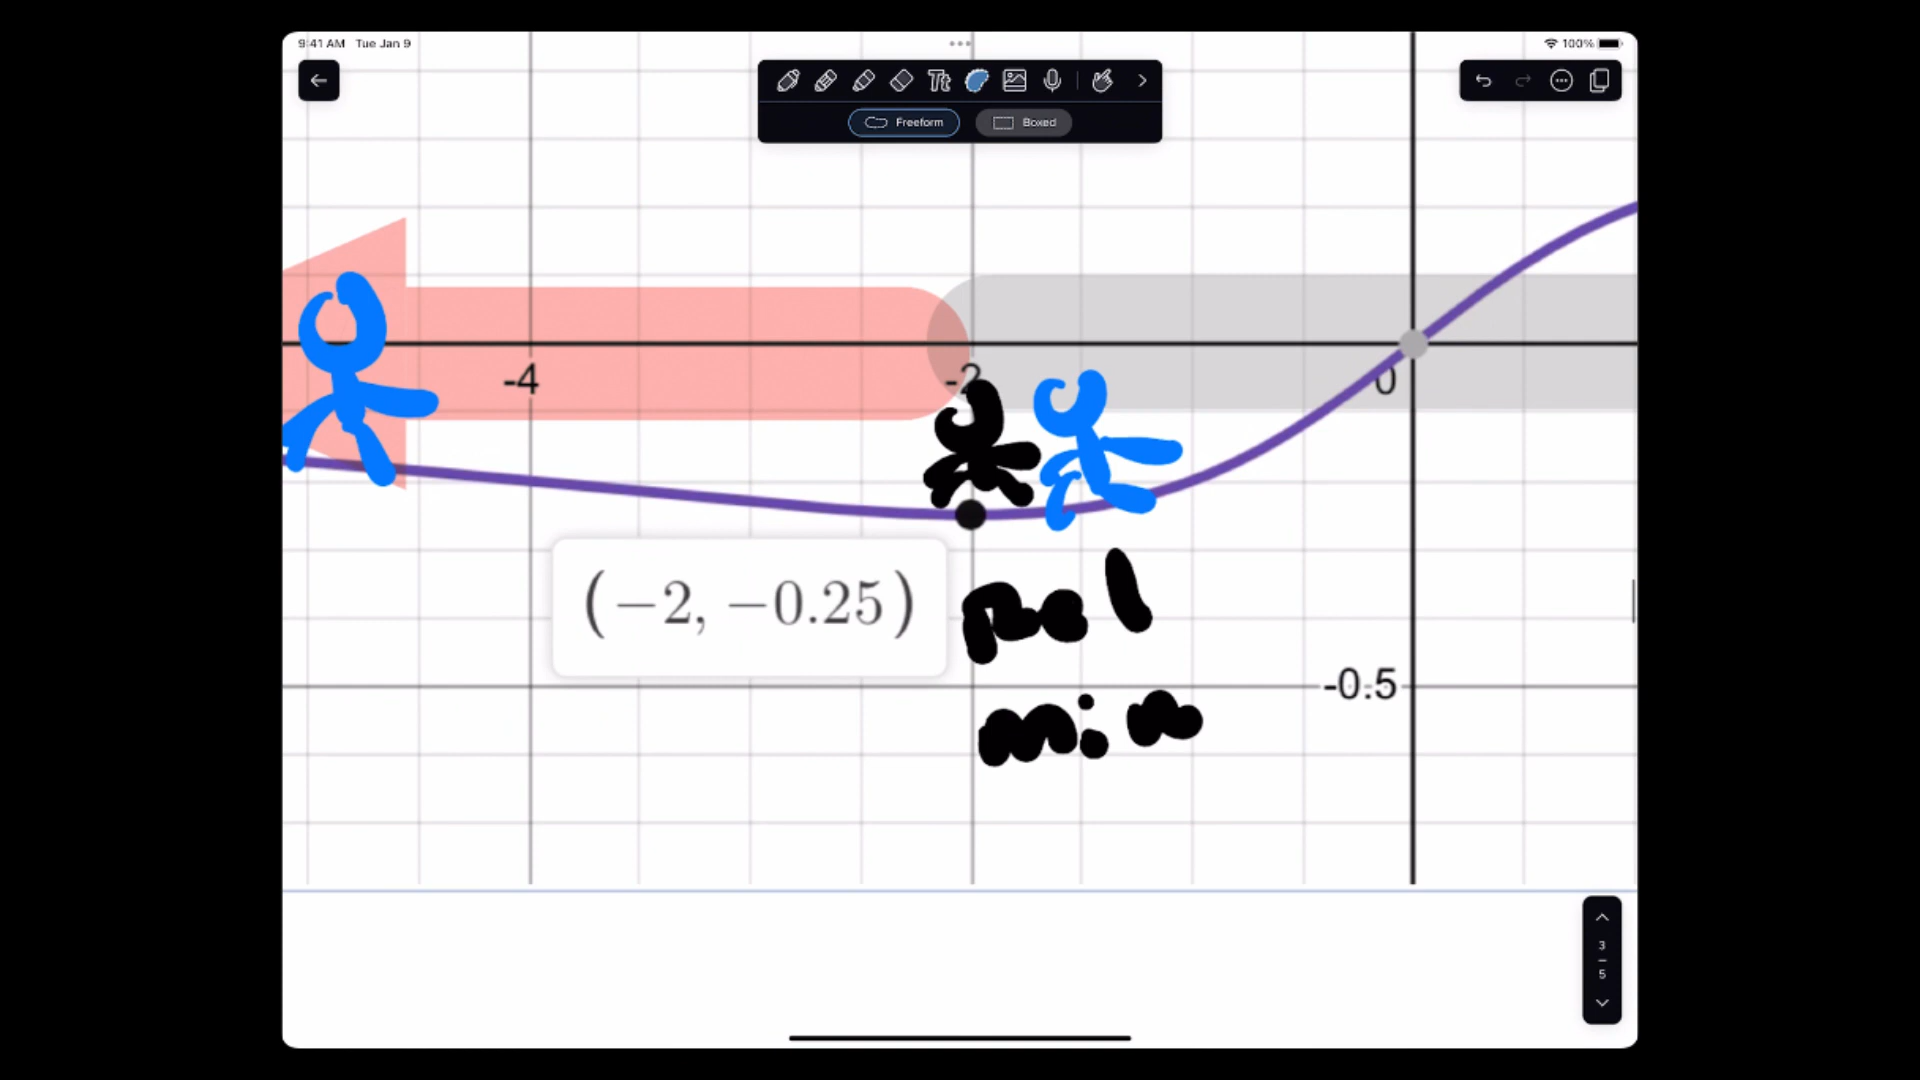 9:41 AM Tue Jan 9
100%
Tt
Freeform Boxed
-4
-2
0
(−2, −0.25)
Rel
-0.5
min
3
5